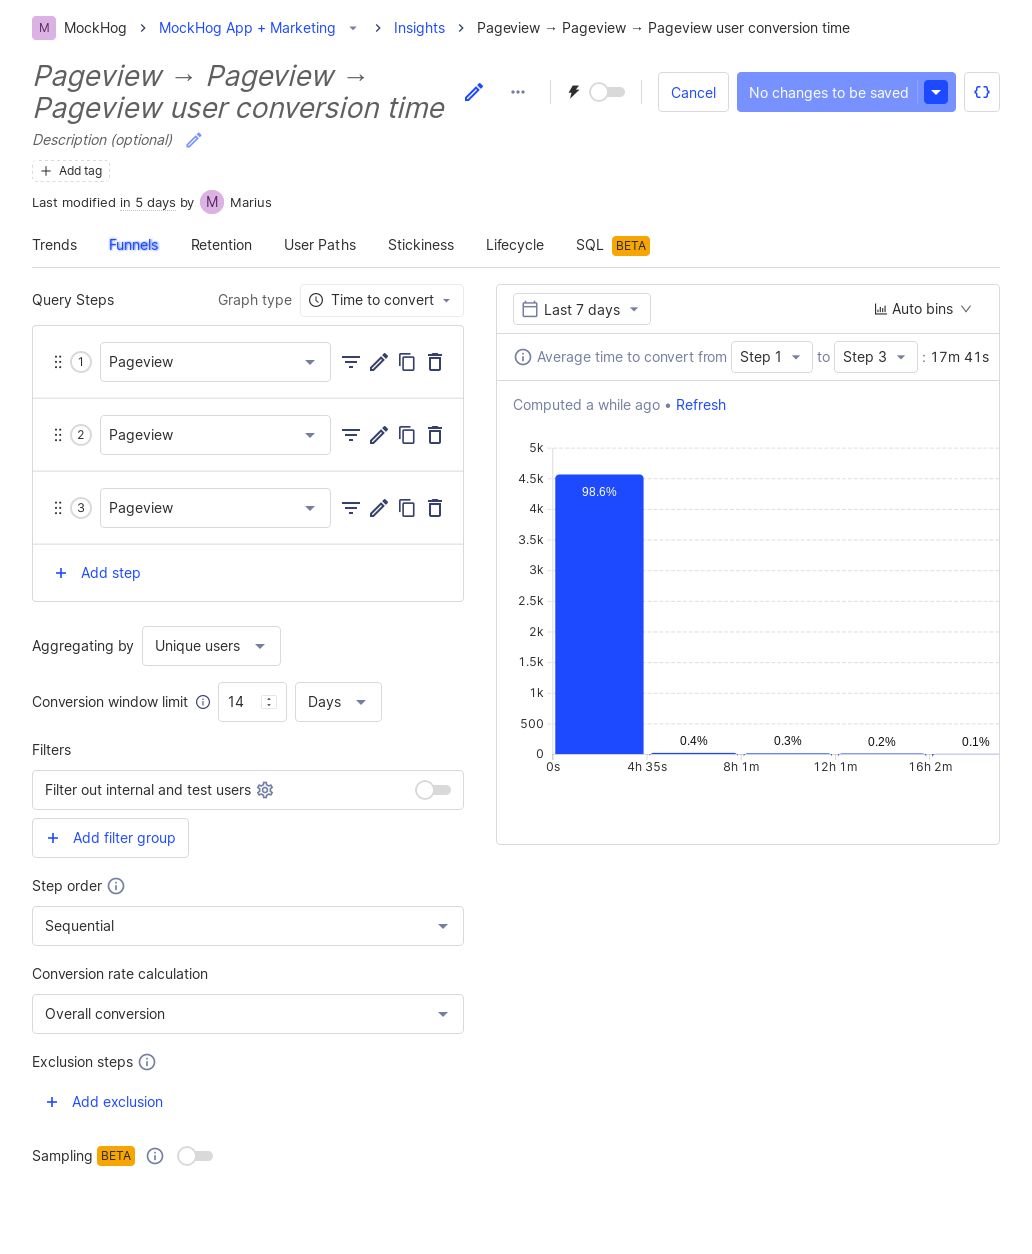 M MockHog MockHog App + Marketing Insights Pageview → Pageview → Pageview user conversion time
Pageview → Pageview →
Pageview user conversion time
Cancel
No changes to be saved
Description (optional)
Add tag
Last modified in 5 days by M Marius
Trends Funnels Retention User Paths Stickiness Lifecycle SQL BETA
Query Steps
Graph type Time to convert
1 Pageview
2 Pageview
3 Pageview
Add step
Aggregating by Unique users
Conversion window limit 14 Days
Filters
Filter out internal and test users
Add filter group
Step order
Sequential
Conversion rate calculation
Overall conversion
Exclusion steps
Add exclusion
Sampling BETA
Last 7 days Auto bins
Average time to convert from Step 1 to Step 3 : 17m 41s
Computed a while ago • Refresh
5k
4.5k
98.6%
4k
3.5k
3k
2.5k
2k
1.5k
1k
500
0.4% 0.3% 0.2% 0.1%
0
0s 4h 35s 8h 1m 12h 1m 16h 2m